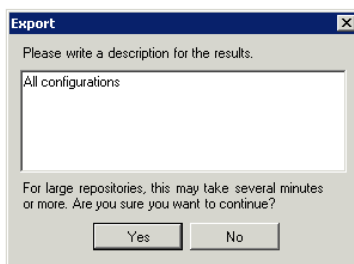 Export
Please write a description for the results.
All configurations
For large repositories, this may take several minutes
or more. Are you sure you want to continue?
Yes
No